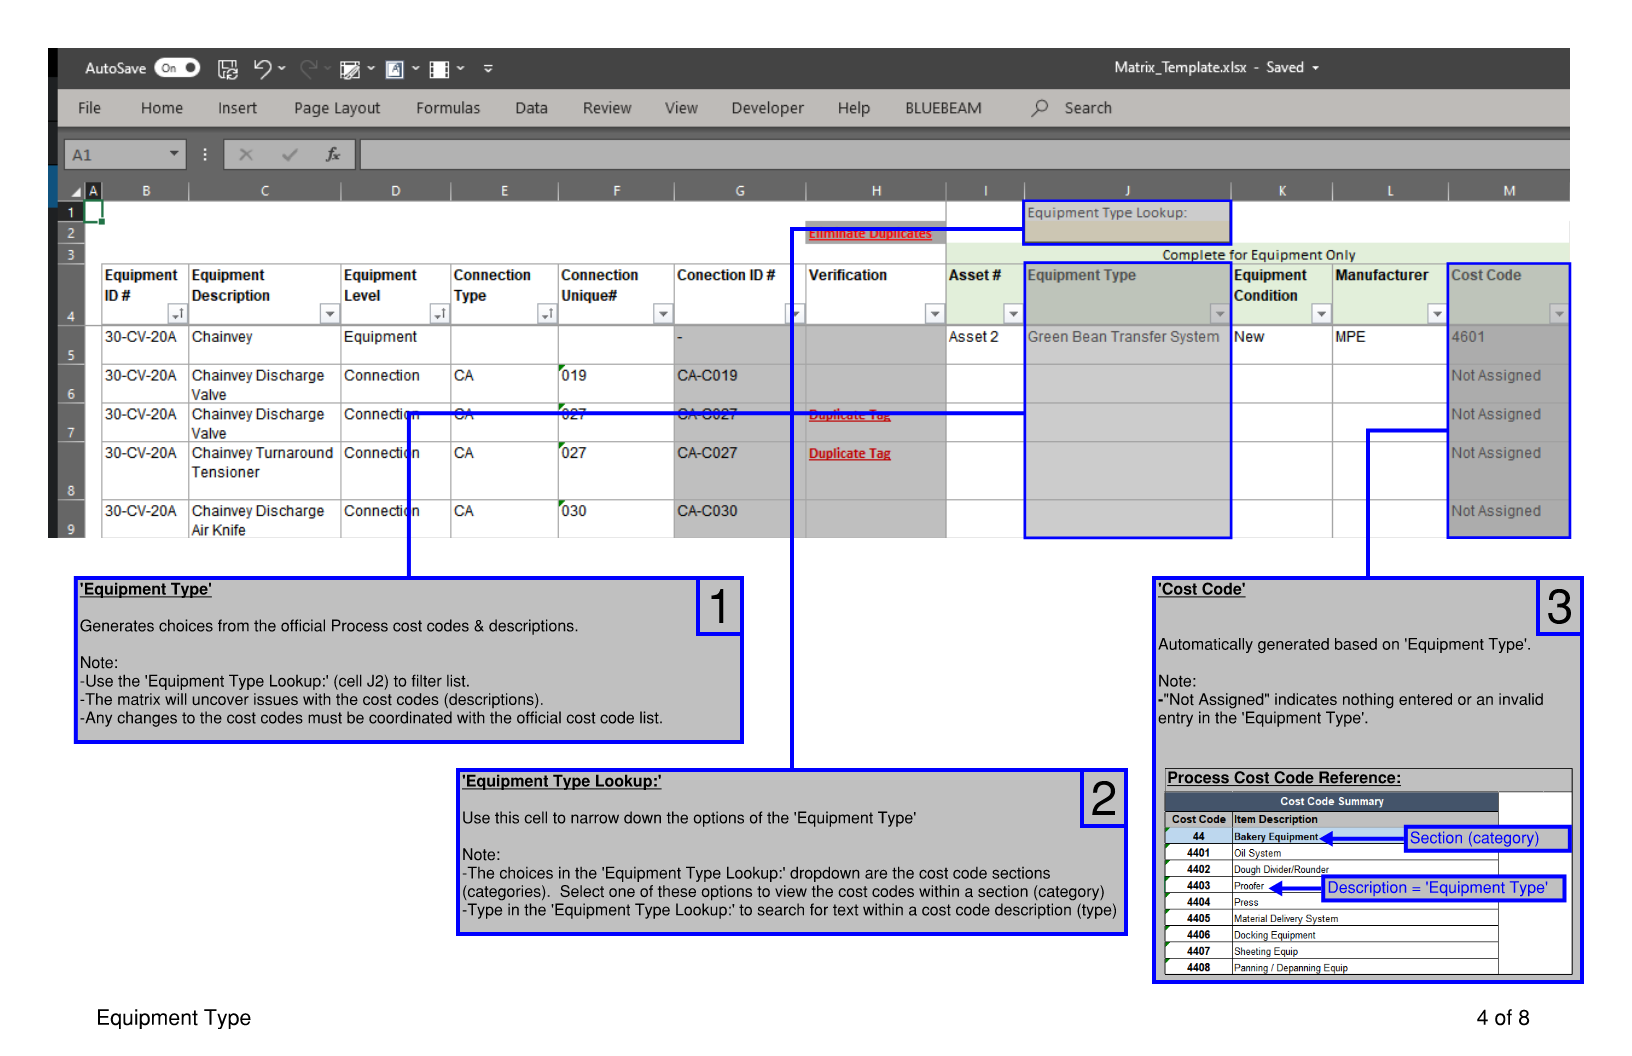 AutoSave On Matrix_Template.xlsx - Saved
File Home Insert Page Layout Formulas Data Review View Developer Help BLUEBEAM Search
A1 fx
A B C D E F G H I J K L M
1 Equipment Type Lookup:
2 Eliminate Duplicates
3 Complete for Equipment Only
Equipment Equipment Equipment Connection Connection Conection ID # Verification Asset # Equipment Type Equipment Manufacturer Cost Code
ID # Description Level Type Unique# Condition
4
30-CV-20A Chainvey Equipment - Asset 2 Green Bean Transfer System New MPE 4601
5
30-CV-20A Chainvey Discharge Connection CA 019 CA-C019 Not Assigned
6 Valve
30-CV-20A Chainvey Discharge Connection CA 027 CA-C027 Duplicate Tag Not Assigned
7 Valve
30-CV-20A Chainvey Turnaround Connection CA 027 CA-C027 Duplicate Tag Not Assigned
Tensioner
8
30-CV-20A Chainvey Discharge Connection CA 030 CA-C030 Not Assigned
9 Air Knife
'Equipment Type'
1
Generates choices from the official Process cost codes & descriptions.
Note:
-Use the 'Equipment Type Lookup:' (cell J2) to filter list.
-The matrix will uncover issues with the cost codes (descriptions).
-Any changes to the cost codes must be coordinated with the official cost code list.
'Equipment Type Lookup:'
2
Use this cell to narrow down the options of the 'Equipment Type'
Note:
-The choices in the 'Equipment Type Lookup:' dropdown are the cost code sections
(categories).  Select one of these options to view the cost codes within a section (category)
-Type in the 'Equipment Type Lookup:' to search for text within a cost code description (type)
'Cost Code'
3
Automatically generated based on 'Equipment Type'.
Note:
-"Not Assigned" indicates nothing entered or an invalid
entry in the 'Equipment Type'.
Process Cost Code Reference:
Cost Code Summary
Cost Code Item Description
44 Bakery Equipment Section (category)
4401 Oil System
4402 Dough Divider/Rounder
4403 Proofer Description = 'Equipment Type'
4404 Press
4405 Material Delivery System
4406 Docking Equipment
4407 Sheeting Equip
4408 Panning / Depanning Equip
Equipment Type 4 of 8